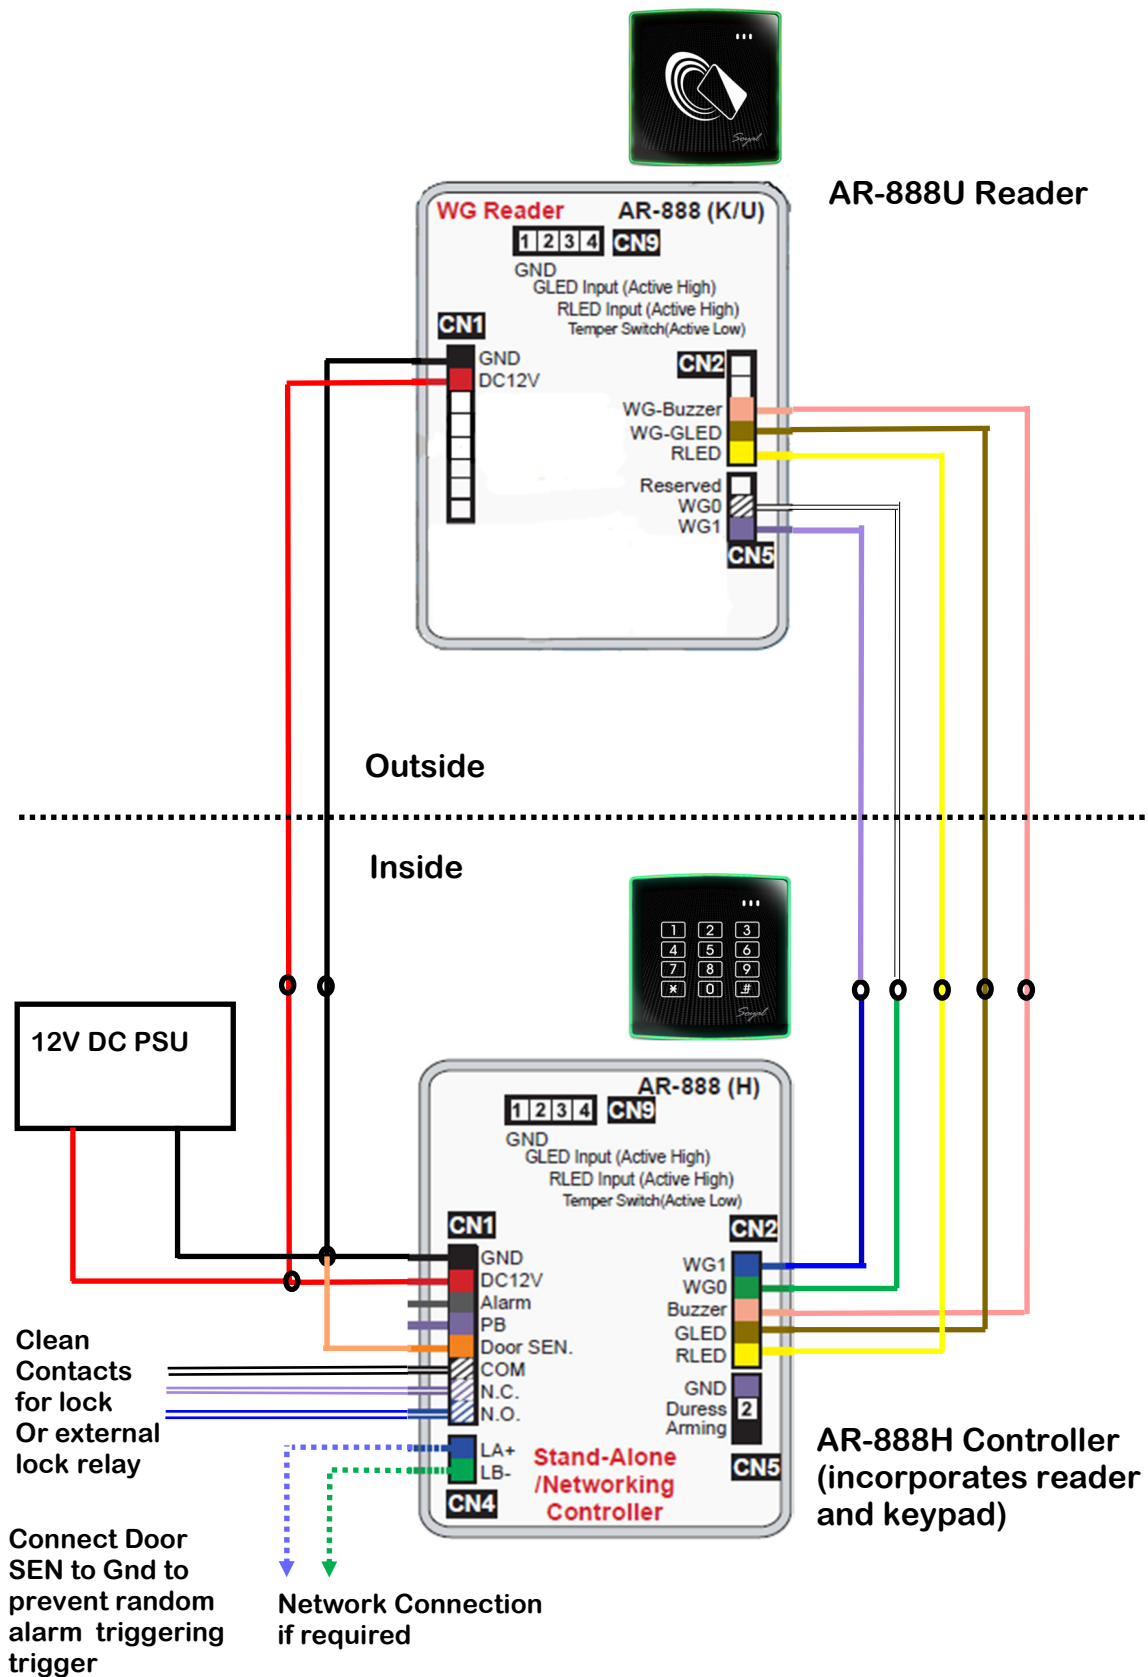 Soyal
AR-888U Reader
WG Reader AR-888 (K/U)
1 2 3 4 CN9
GND
GLED Input (Active High)
RLED Input (Active High)
Temper Switch(Active Low)
CN1
GND
DC12V
CN2
WG-Buzzer
WG-GLED
RLED
Reserved
WG0
WG1
CN5
Outside
Inside
1 2 3
4 5 6
7 8 9
* 0 #
Soyal
12V DC PSU
AR-888 (H)
1 2 3 4 CN9
GND
GLED Input (Active High)
RLED Input (Active High)
Temper Switch(Active Low)
CN1
GND
DC12V
Alarm
PB
Door SEN.
COM
N.C.
N.O.
LA+
LB-
CN4
CN2
WG1
WG0
Buzzer
GLED
RLED
GND
Duress 2
Arming
CN5
Stand-Alone
/Networking
Controller
Clean
Contacts
for lock
Or external
lock relay
AR-888H Controller
(incorporates reader
and keypad)
Connect Door
SEN to Gnd to
prevent random
alarm triggering
trigger
Network Connection
if required